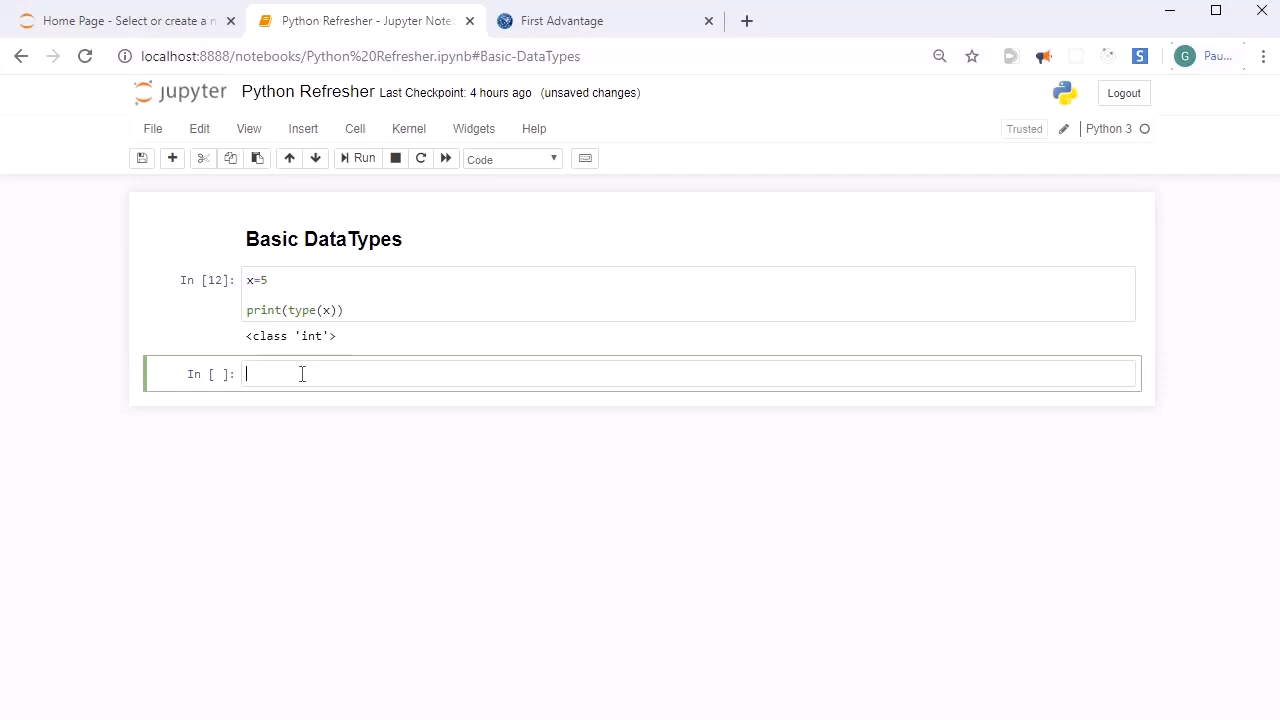 Home Page - Select or create a n
Python Refresher - Jupyter Note
First Advantage
localhost:8888/notebooks/Python%20Refresher.ipynb#Basic-DataTypes
S
G
Pau...
jupyter
Python Refresher Last Checkpoint: 4 hours ago (unsaved changes)
Logout
File Edit View Insert Cell Kernel Widgets Help
Trusted
Python 3
Run
Code
Basic DataTypes
In [12]: x=5
print(type(x))
<class 'int'>
In [ ]: